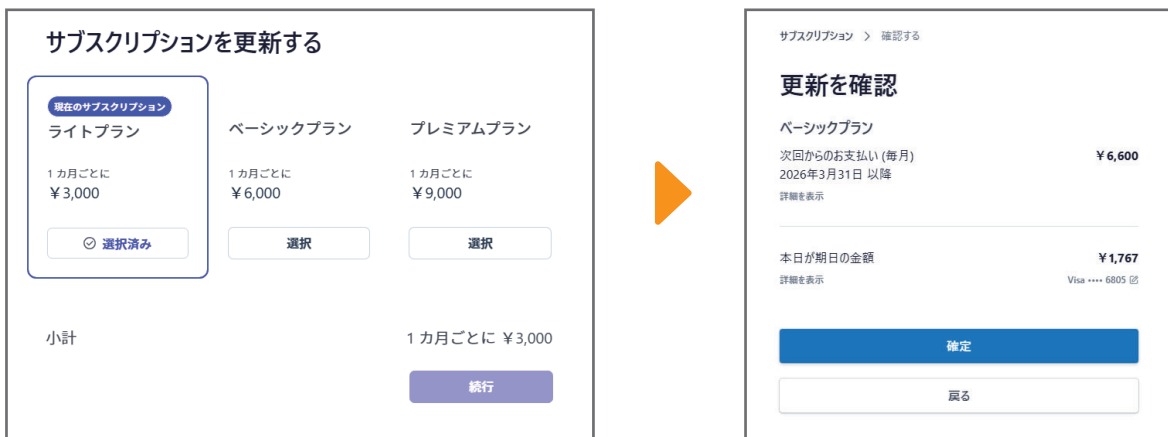 サブスクリプションを更新する
現在のサブスクリプション
ライトプラン
1 カ月ごとに
￥3,000
選択済み
ベーシックプラン
1 カ月ごとに
￥6,000
選択
プレミアムプラン
1 カ月ごとに
￥9,000
選択
小計
1 カ月ごとに ￥3,000
続行
サブスクリプション > 確認する
更新を確認
ベーシックプラン
次回からのお支払い (毎月) ￥6,600
2026年3月31日 以降
詳細を表示
本日が期日の金額 ￥1,767
詳細を表示 Visa •••• 6805
確定
戻る